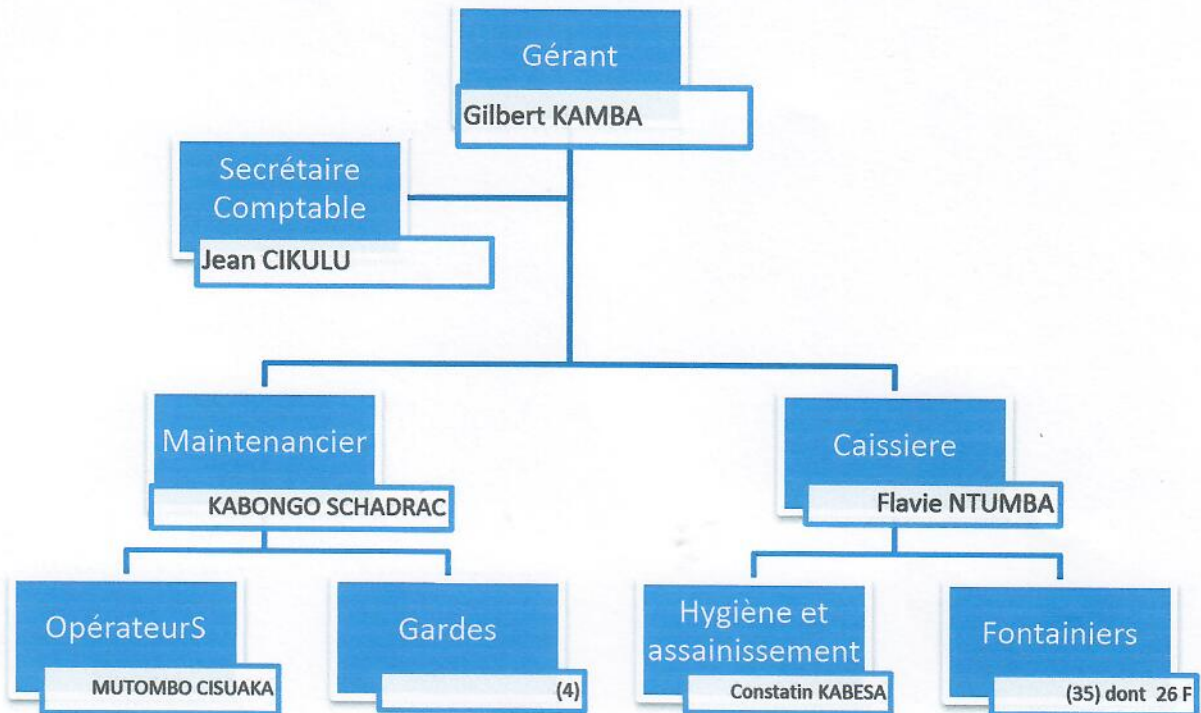 Gérant
Gilbert KAMBA
Secrétaire
Comptable
Jean CIKULU
Maintenancier
KABONGO SCHADRAC
Caissiere
Flavie NTUMBA
OpérateurS
MUTOMBO CISUAKA
Gardes
(4)
Hygiène et
assainissement
Constatin KABESA
Fontainiers
(35) dont 26 F